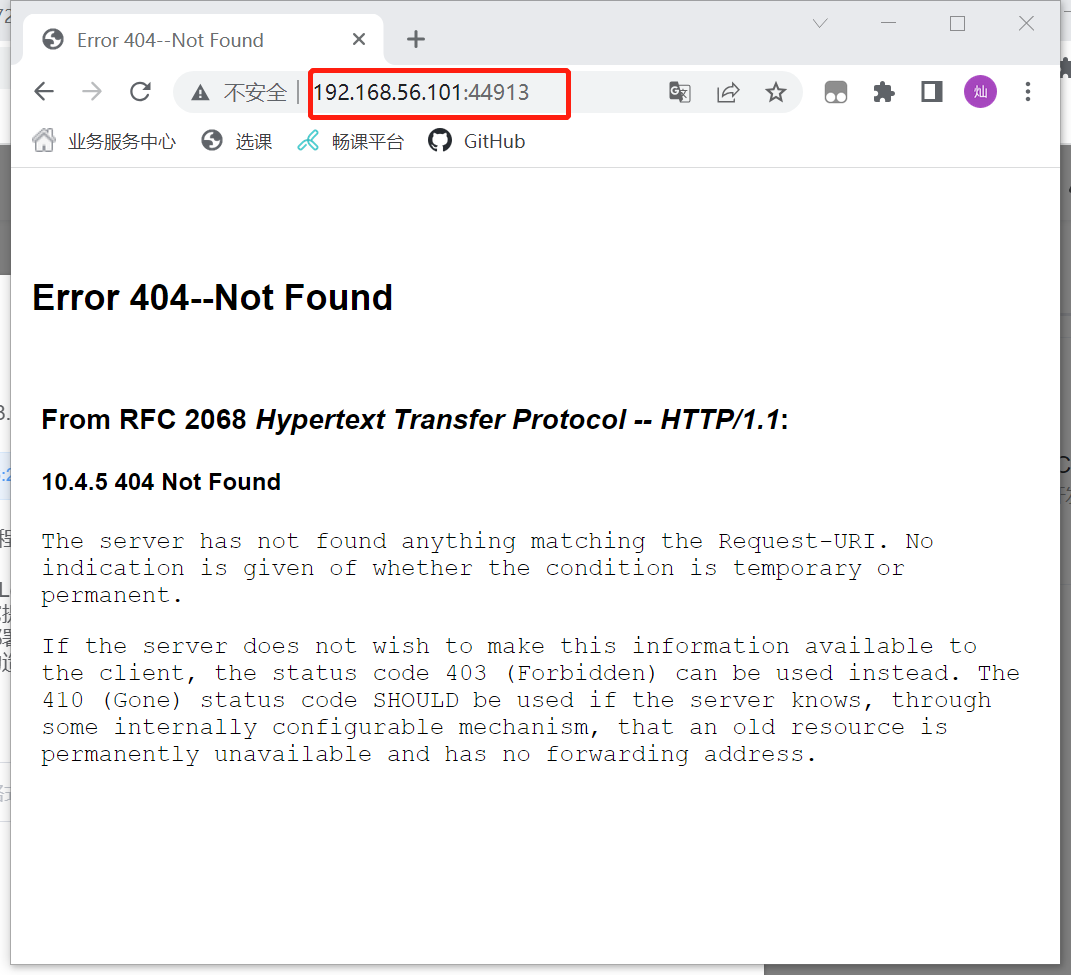 Error 404--Not Found
不安全
192.168.56.101:44913
灿
业务服务中心 选课 畅课平台 GitHub
Error 404--Not Found
From RFC 2068 Hypertext Transfer Protocol -- HTTP/1.1:
10.4.5 404 Not Found
The server has not found anything matching the Request-URI. No
indication is given of whether the condition is temporary or
permanent.
If the server does not wish to make this information available to
the client, the status code 403 (Forbidden) can be used instead. The
410 (Gone) status code SHOULD be used if the server knows, through
some internally configurable mechanism, that an old resource is
permanently unavailable and has no forwarding address.